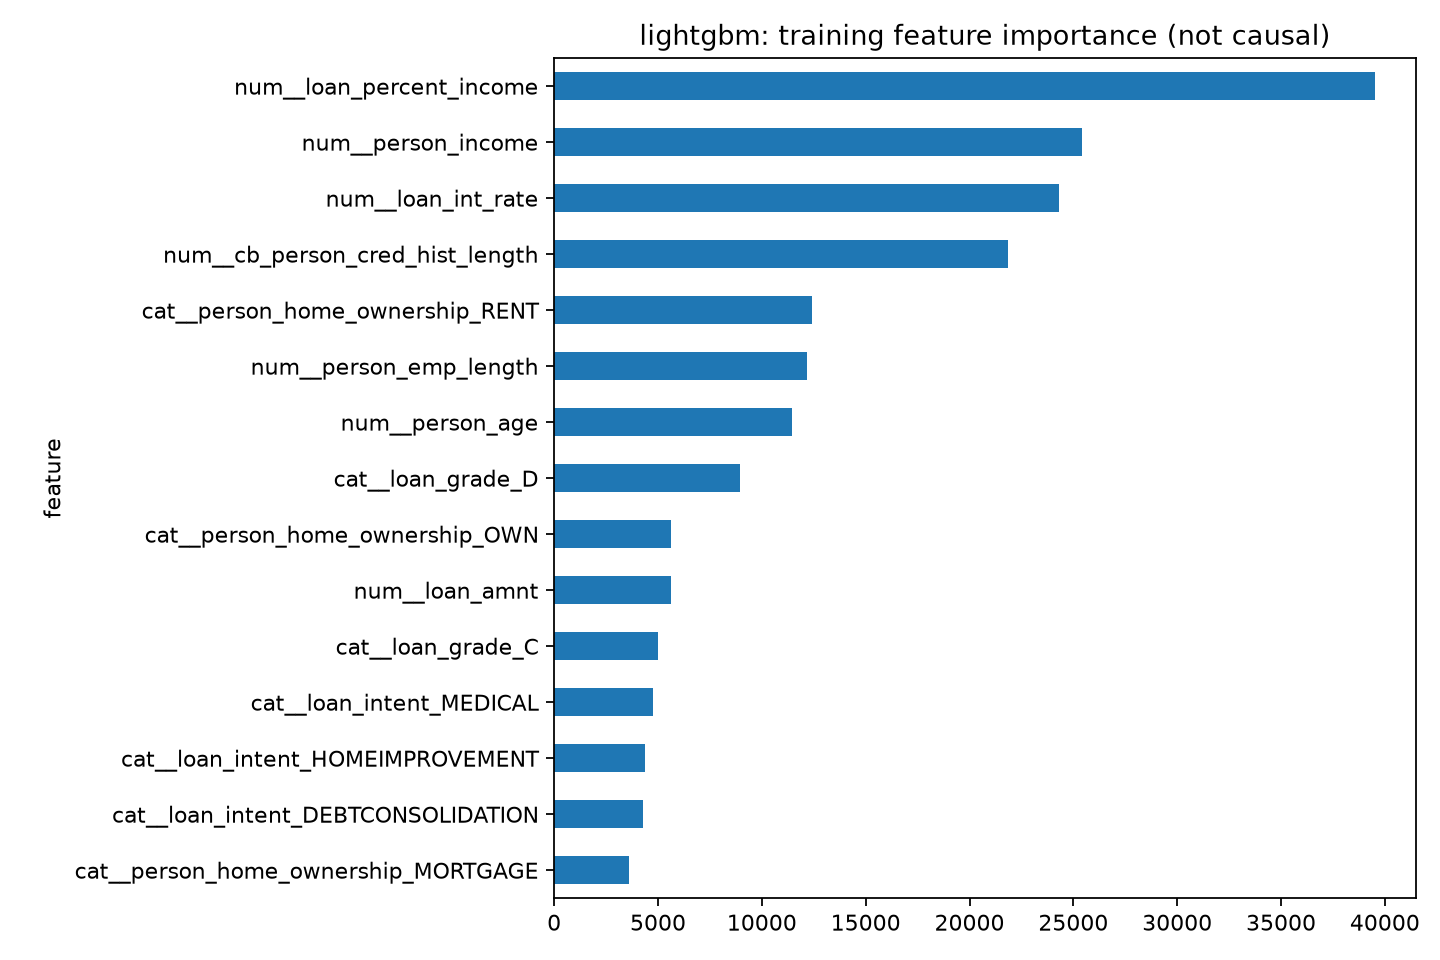 lightgbm: training feature importance (not causal)
num__loan_percent_income
num__person_income
num__loan_int_rate
num__cb_person_cred_hist_length
cat__person_home_ownership_RENT
num__person_emp_length
num__person_age
cat__loan_grade_D
cat__person_home_ownership_OWN
num__loan_amnt
cat__loan_grade_C
cat__loan_intent_MEDICAL
cat__loan_intent_HOMEIMPROVEMENT
cat__loan_intent_DEBTCONSOLIDATION
cat__person_home_ownership_MORTGAGE
feature
0 5000 10000 15000 20000 25000 30000 35000 40000